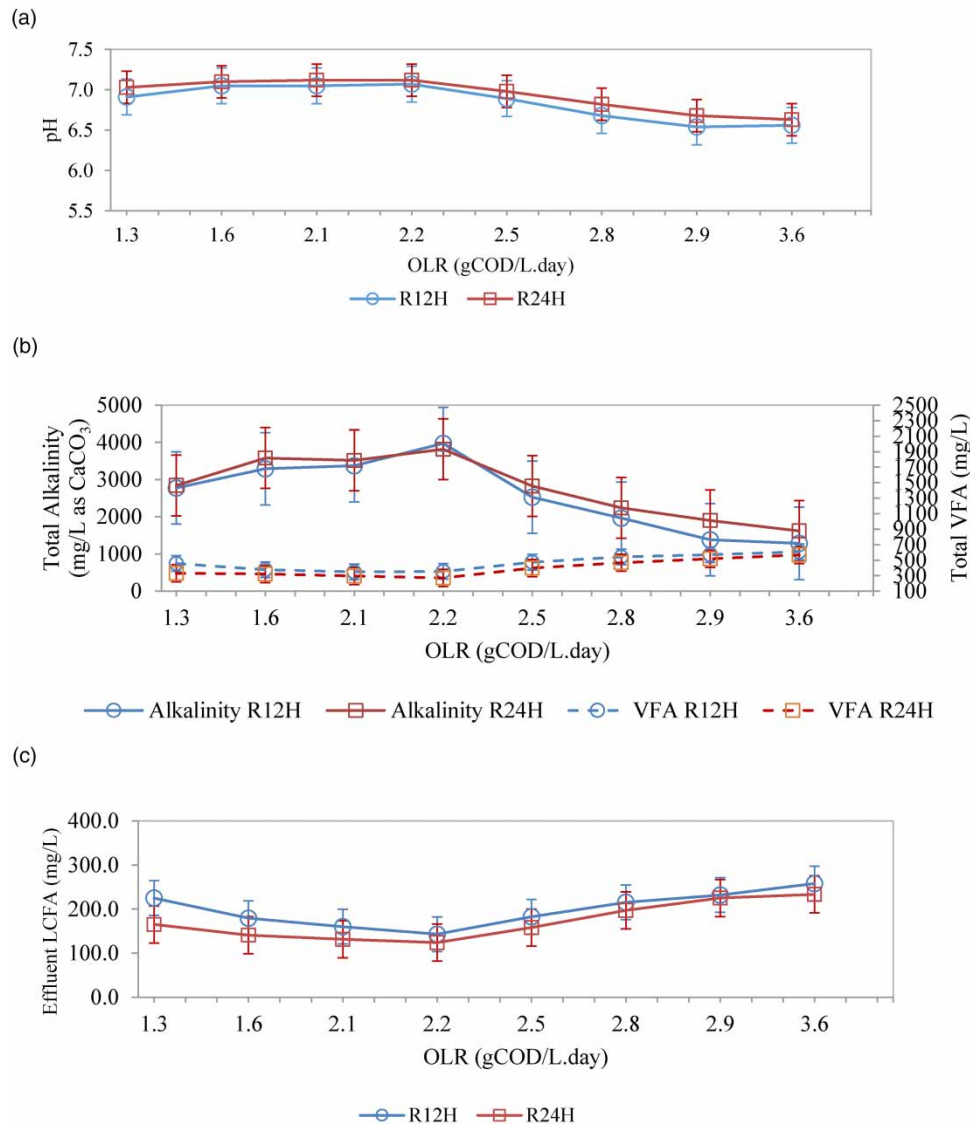 (a)
7.5
7.0
6.5
6.0
5.5
pH
1.3 1.6 2.1 2.2 2.5 2.8 2.9 3.6
OLR (gCOD/L.day)
R12H R24H
(b)
5000
4000
3000
2000
1000
0
Total Alkalinity
(mg/L as CaCO₃)
2500
2300
2100
1900
1700
1500
1300
1100
900
700
500
300
100
Total VFA (mg/L)
1.3 1.6 2.1 2.2 2.5 2.8 2.9 3.6
OLR (gCOD/L.day)
Alkalinity R12H Alkalinity R24H VFA R12H VFA R24H
(c)
400.0
300.0
200.0
100.0
0.0
Effluent LCFA (mg/L)
1.3 1.6 2.1 2.2 2.5 2.8 2.9 3.6
OLR (gCOD/L.day)
R12H R24H